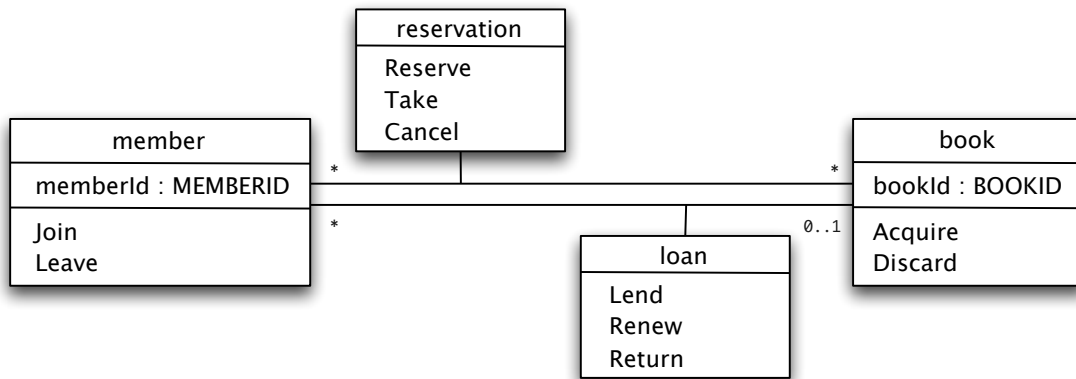 reservation
Reserve
Take
Cancel
member
memberId : MEMBERID
Join
Leave
*
*
*
0..1
book
bookId : BOOKID
Acquire
Discard
loan
Lend
Renew
Return